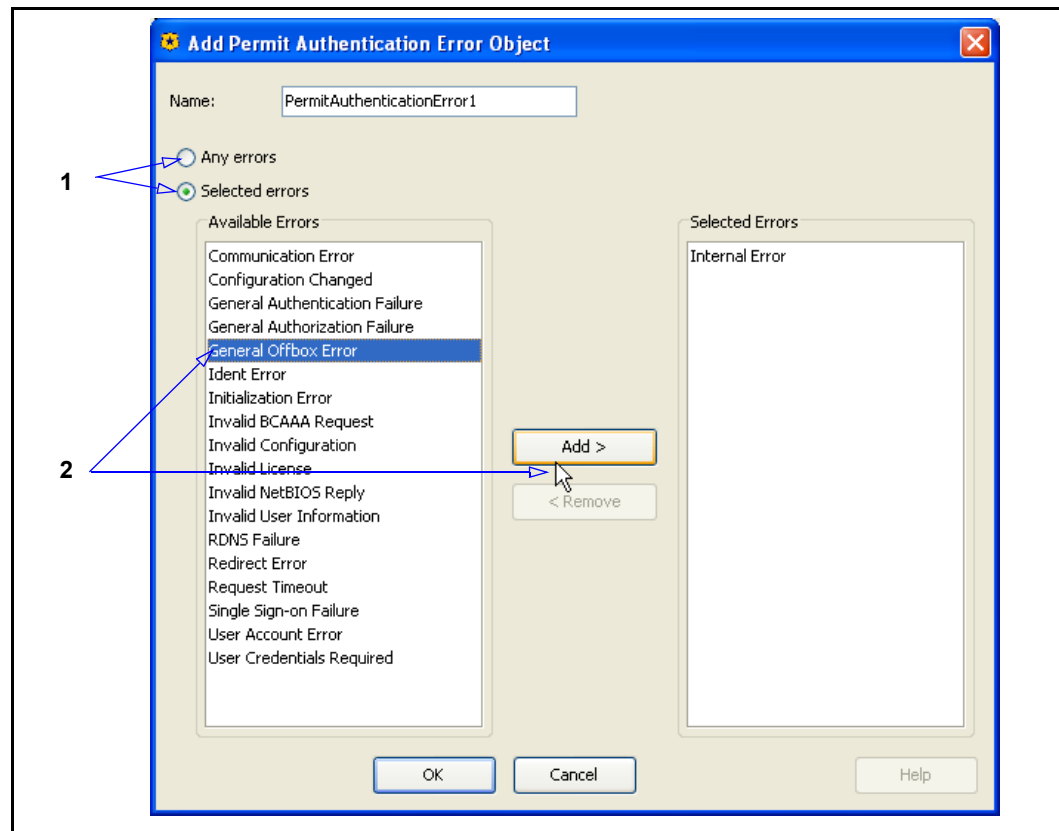 Add Permit Authentication Error Object
Name: PermitAuthenticationError1
1
Any errors
Selected errors
Available Errors
Communication Error
Configuration Changed
General Authentication Failure
General Authorization Failure
General Offbox Error
Ident Error
Initialization Error
Invalid BCAAA Request
Invalid Configuration
Invalid License
Invalid NetBIOS Reply
Invalid User Information
RDNS Failure
Redirect Error
Request Timeout
Single Sign-on Failure
User Account Error
User Credentials Required
2
Add >
< Remove
Selected Errors
Internal Error
OK Cancel Help